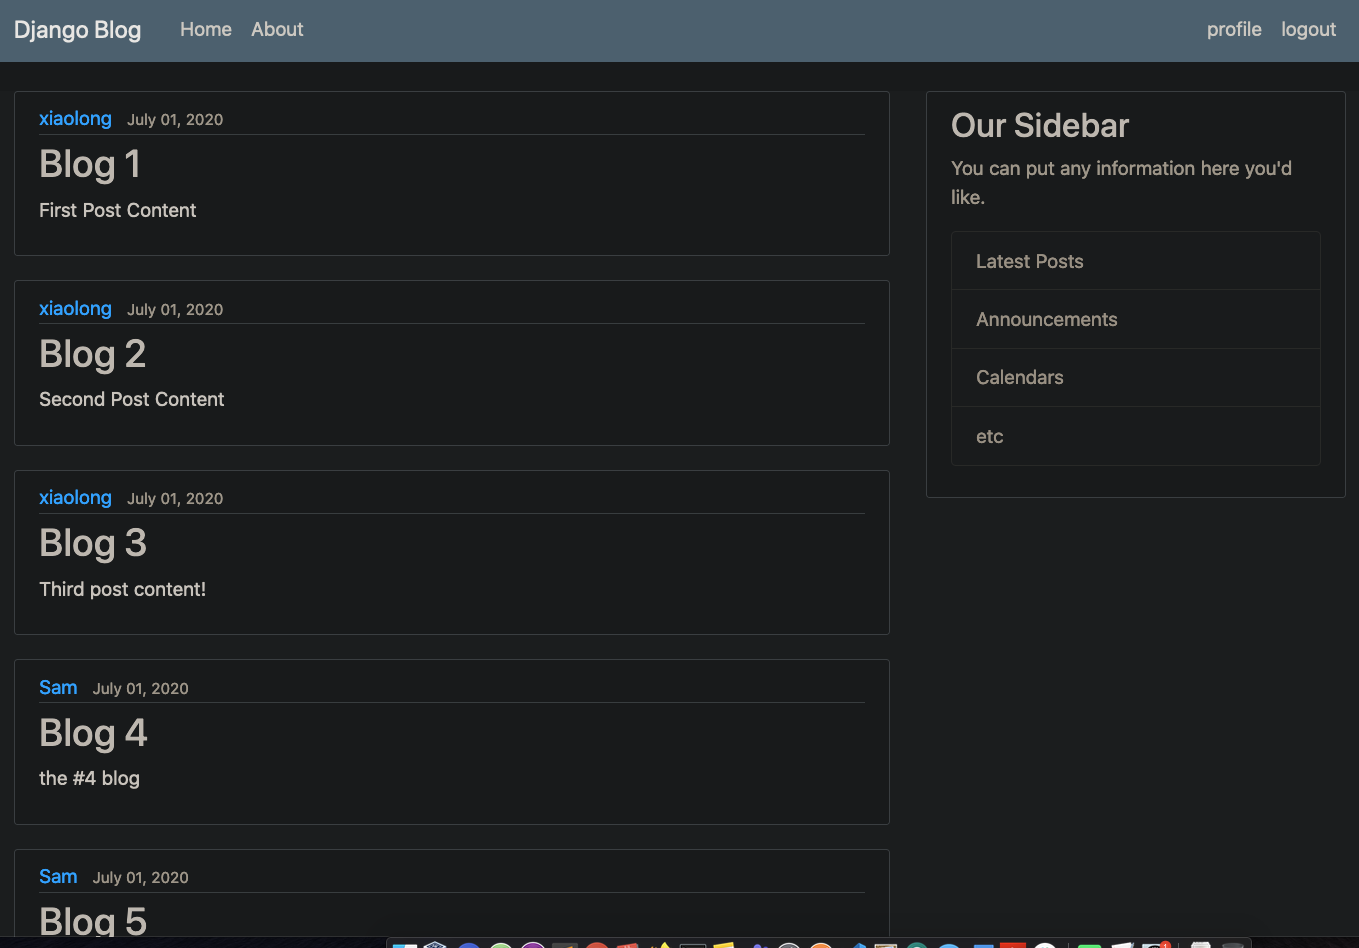 Django Blog Home About profile logout
xiaolong July 01, 2020
Blog 1
First Post Content
xiaolong July 01, 2020
Blog 2
Second Post Content
xiaolong July 01, 2020
Blog 3
Third post content!
Sam July 01, 2020
Blog 4
the #4 blog
Sam July 01, 2020
Blog 5
Our Sidebar
You can put any information here you'd
like.
Latest Posts
Announcements
Calendars
etc
1